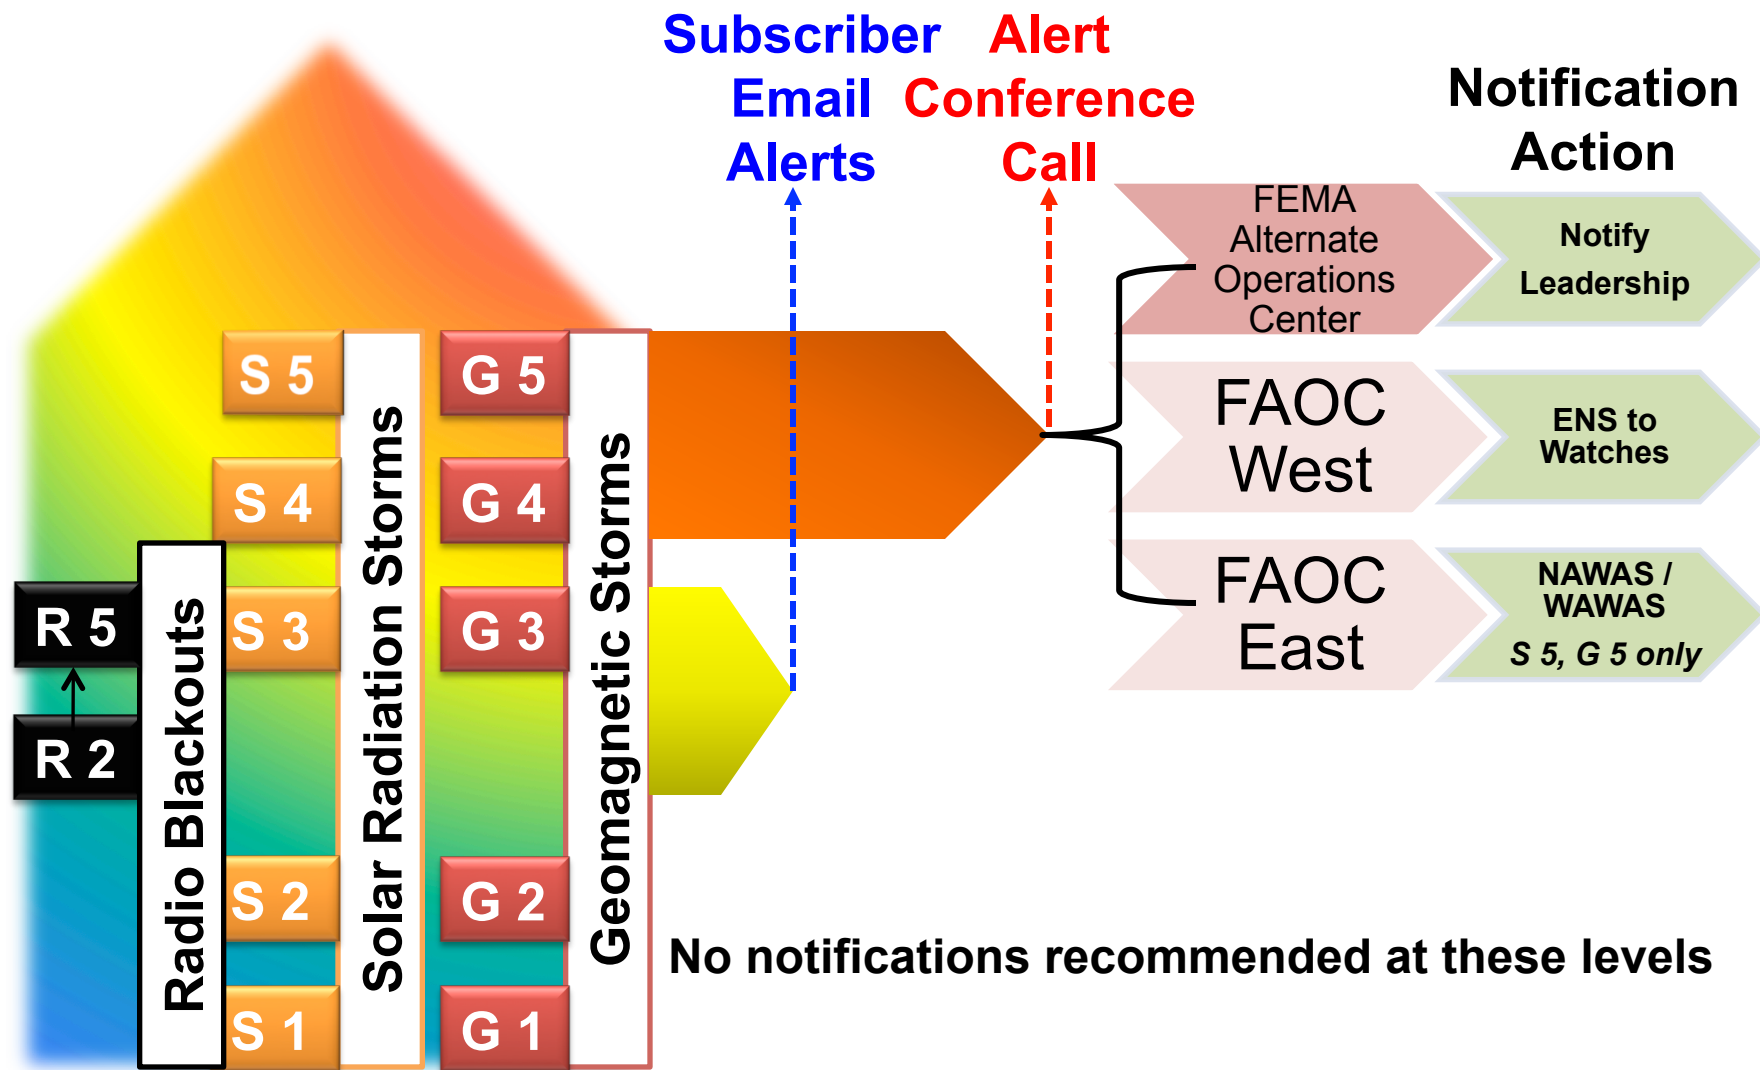 Subscriber
Email
Alerts
Alert
Conference
Call
Notification
Action
FEMA
Alternate
Operations
Center
Notify
Leadership
FAOC
West
ENS to
Watches
FAOC
East
NAWAS /
WAWAS
S 5, G 5 only
R 5
R 2
Radio Blackouts
S 5
S 4
S 3
S 2
S 1
Solar Radiation Storms
G 5
G 4
G 3
G 2
G 1
Geomagnetic Storms
No notifications recommended at these levels